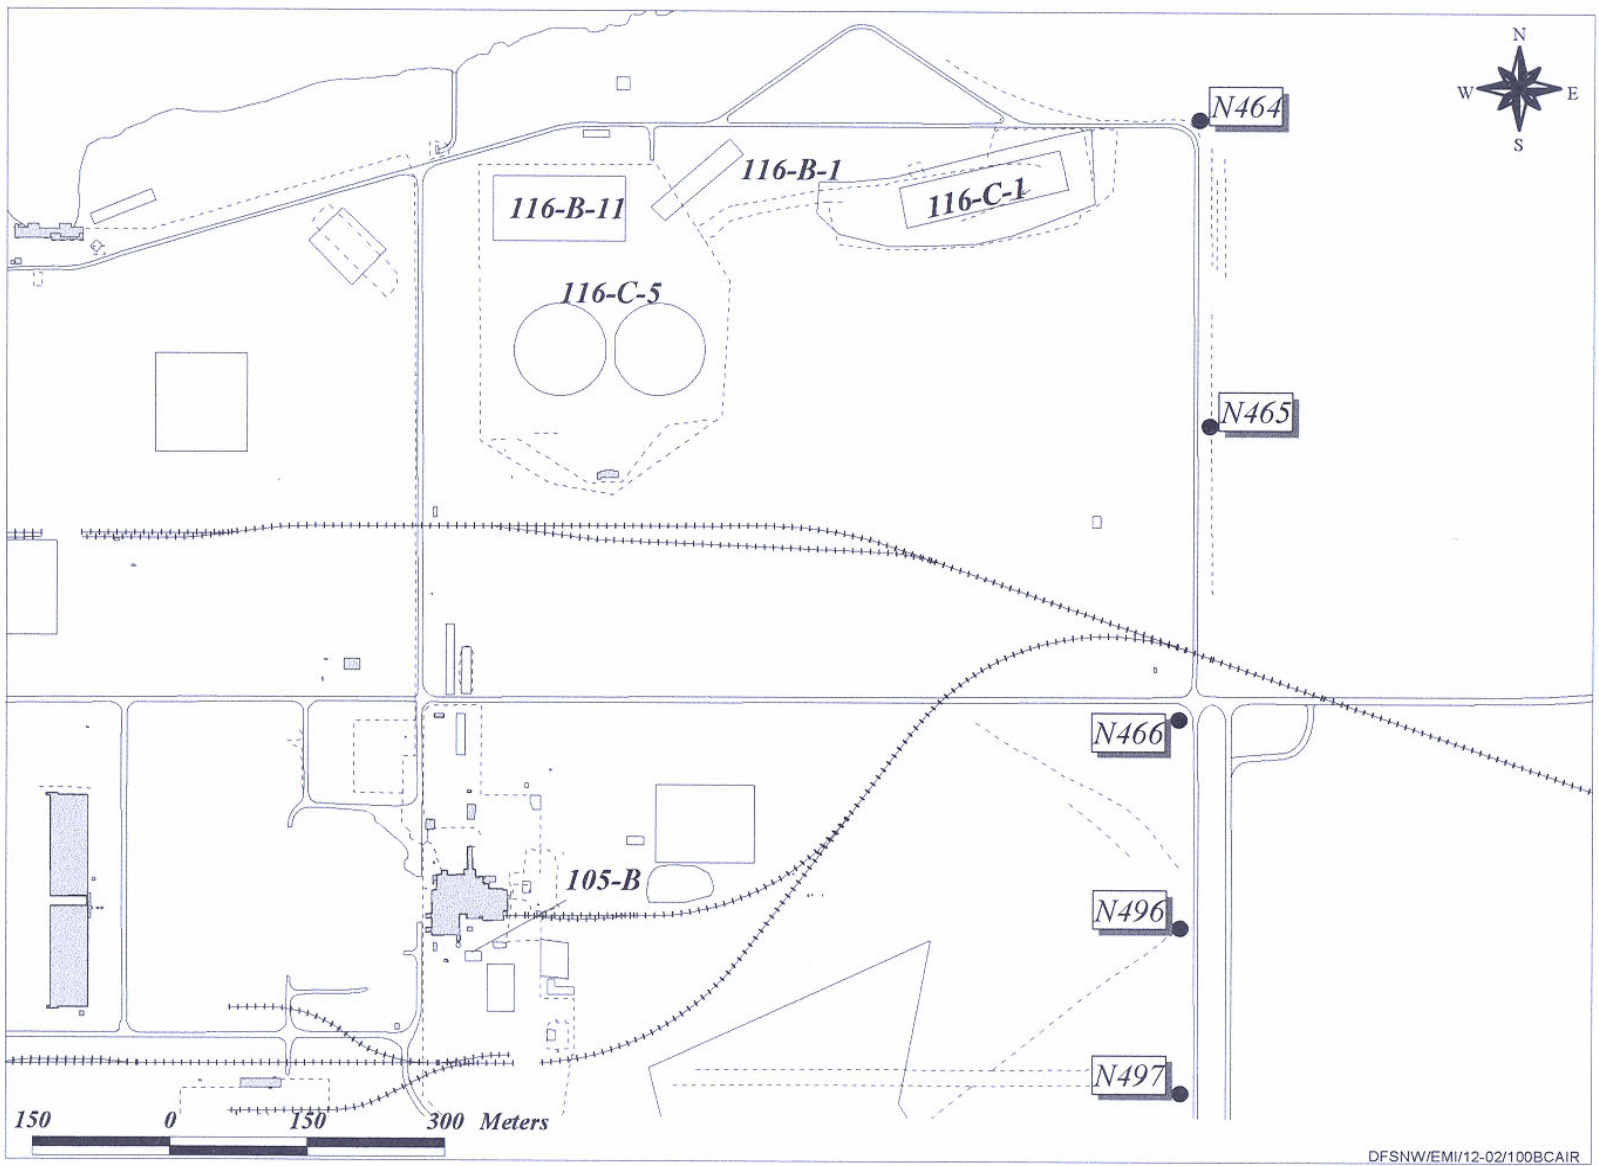 N
W E
S
N464
116-B-1
116-B-11
116-C-1
116-C-5
N465
N466
105-B
N496
N497
150 0 150 300 Meters
DFSNW/EMI/12-02/100BCAIR